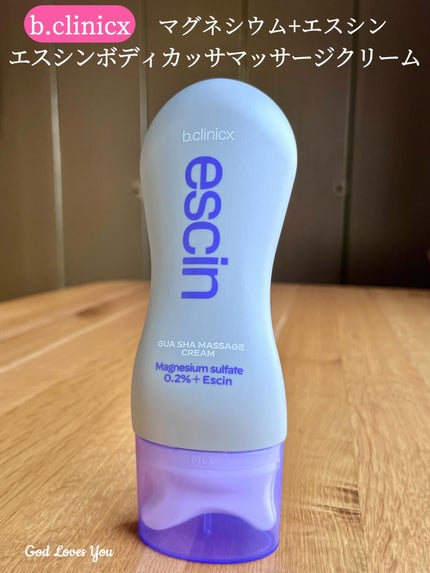 b.clinicx マグネシウム+エスシン
エスシンボディカッサマッサージクリーム
b.clinicx
escin
GUA SHA MASSAGE
CREAM
Magnesium sulfate
0.2%+Escin
God Loves You